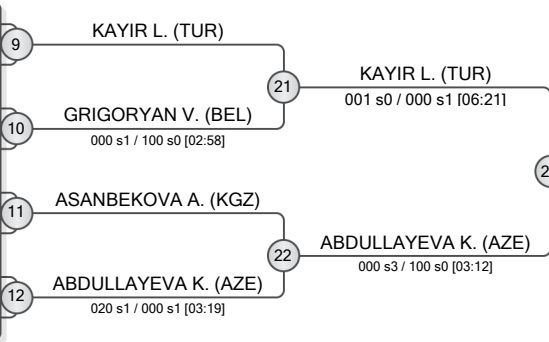 9
KAYIR L. (TUR)
21
KAYIR L. (TUR)
001 s0 / 000 s1 [06:21]
10
GRIGORYAN V. (BEL)
000 s1 / 100 s0 [02:58]
11
ASANBEKOVA A. (KGZ)
22
ABDULLAYEVA K. (AZE)
000 s3 / 100 s0 [03:12]
12
ABDULLAYEVA K. (AZE)
020 s1 / 000 s1 [03:19]